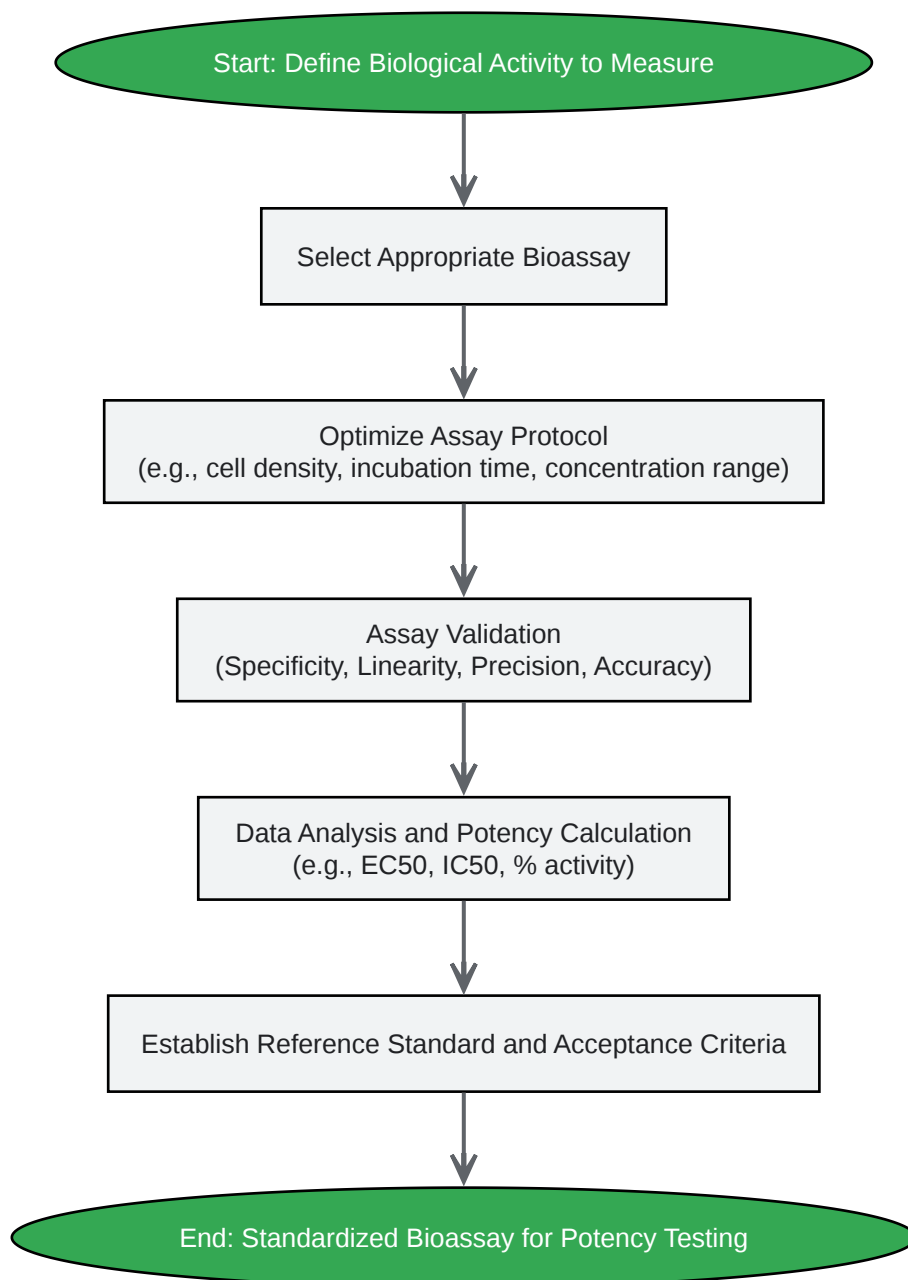 Start: Define Biological Activity to Measure
Select Appropriate Bioassay
Optimize Assay Protocol
(e.g., cell density, incubation time, concentration range)
Assay Validation
(Specificity, Linearity, Precision, Accuracy)
Data Analysis and Potency Calculation
(e.g., EC50, IC50, % activity)
Establish Reference Standard and Acceptance Criteria
End: Standardized Bioassay for Potency Testing